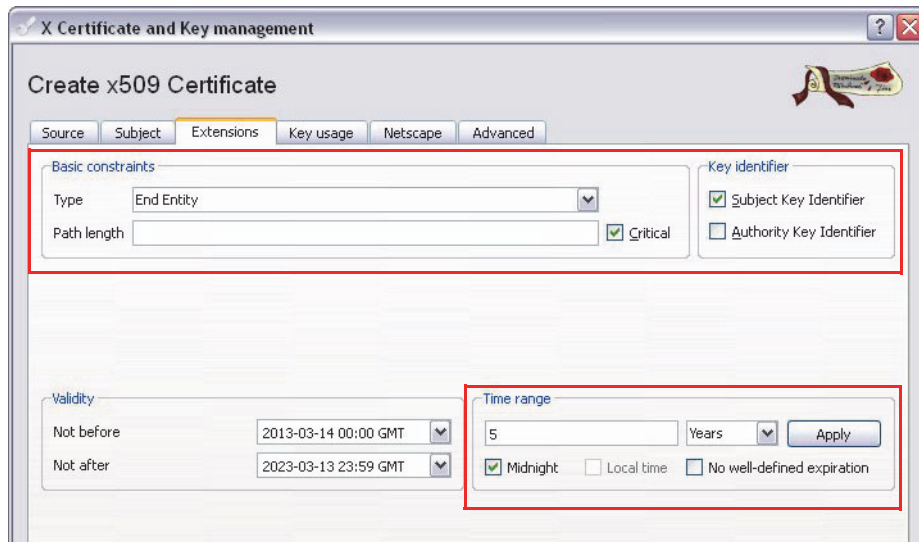 X Certificate and Key management
Create x509 Certificate
Source Subject Extensions Key usage Netscape Advanced
Basic constraints
Type End Entity
Path length Critical
Key identifier
Subject Key Identifier
Authority Key Identifier
Validity
Not before 2013-03-14 00:00 GMT
Not after 2023-03-13 23:59 GMT
Time range
5 Years Apply
Midnight Local time No well-defined expiration